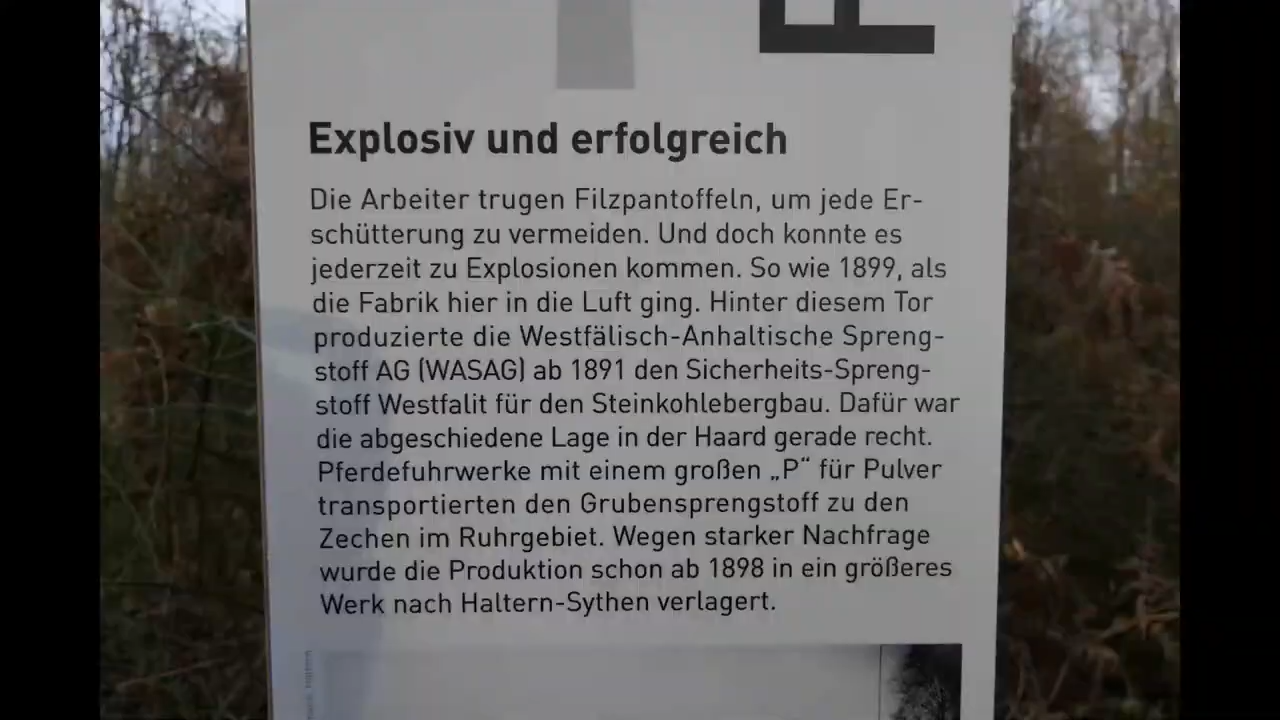 Explosiv und erfolgreich
Die Arbeiter trugen Filzpantoffeln, um jede Er-
schütterung zu vermeiden. Und doch konnte es
jederzeit zu Explosionen kommen. So wie 1899, als
die Fabrik hier in die Luft ging. Hinter diesem Tor
produzierte die Westfälisch-Anhaltische Spreng-
stoff AG (WASAG) ab 1891 den Sicherheits-Spreng-
stoff Westfalit für den Steinkohlebergbau. Dafür war
die abgeschiedene Lage in der Haard gerade recht.
Pferdefuhrwerke mit einem großen „P“ für Pulver
transportierten den Grubensprengstoff zu den
Zechen im Ruhrgebiet. Wegen starker Nachfrage
wurde die Produktion schon ab 1898 in ein größeres
Werk nach Haltern-Sythen verlagert.